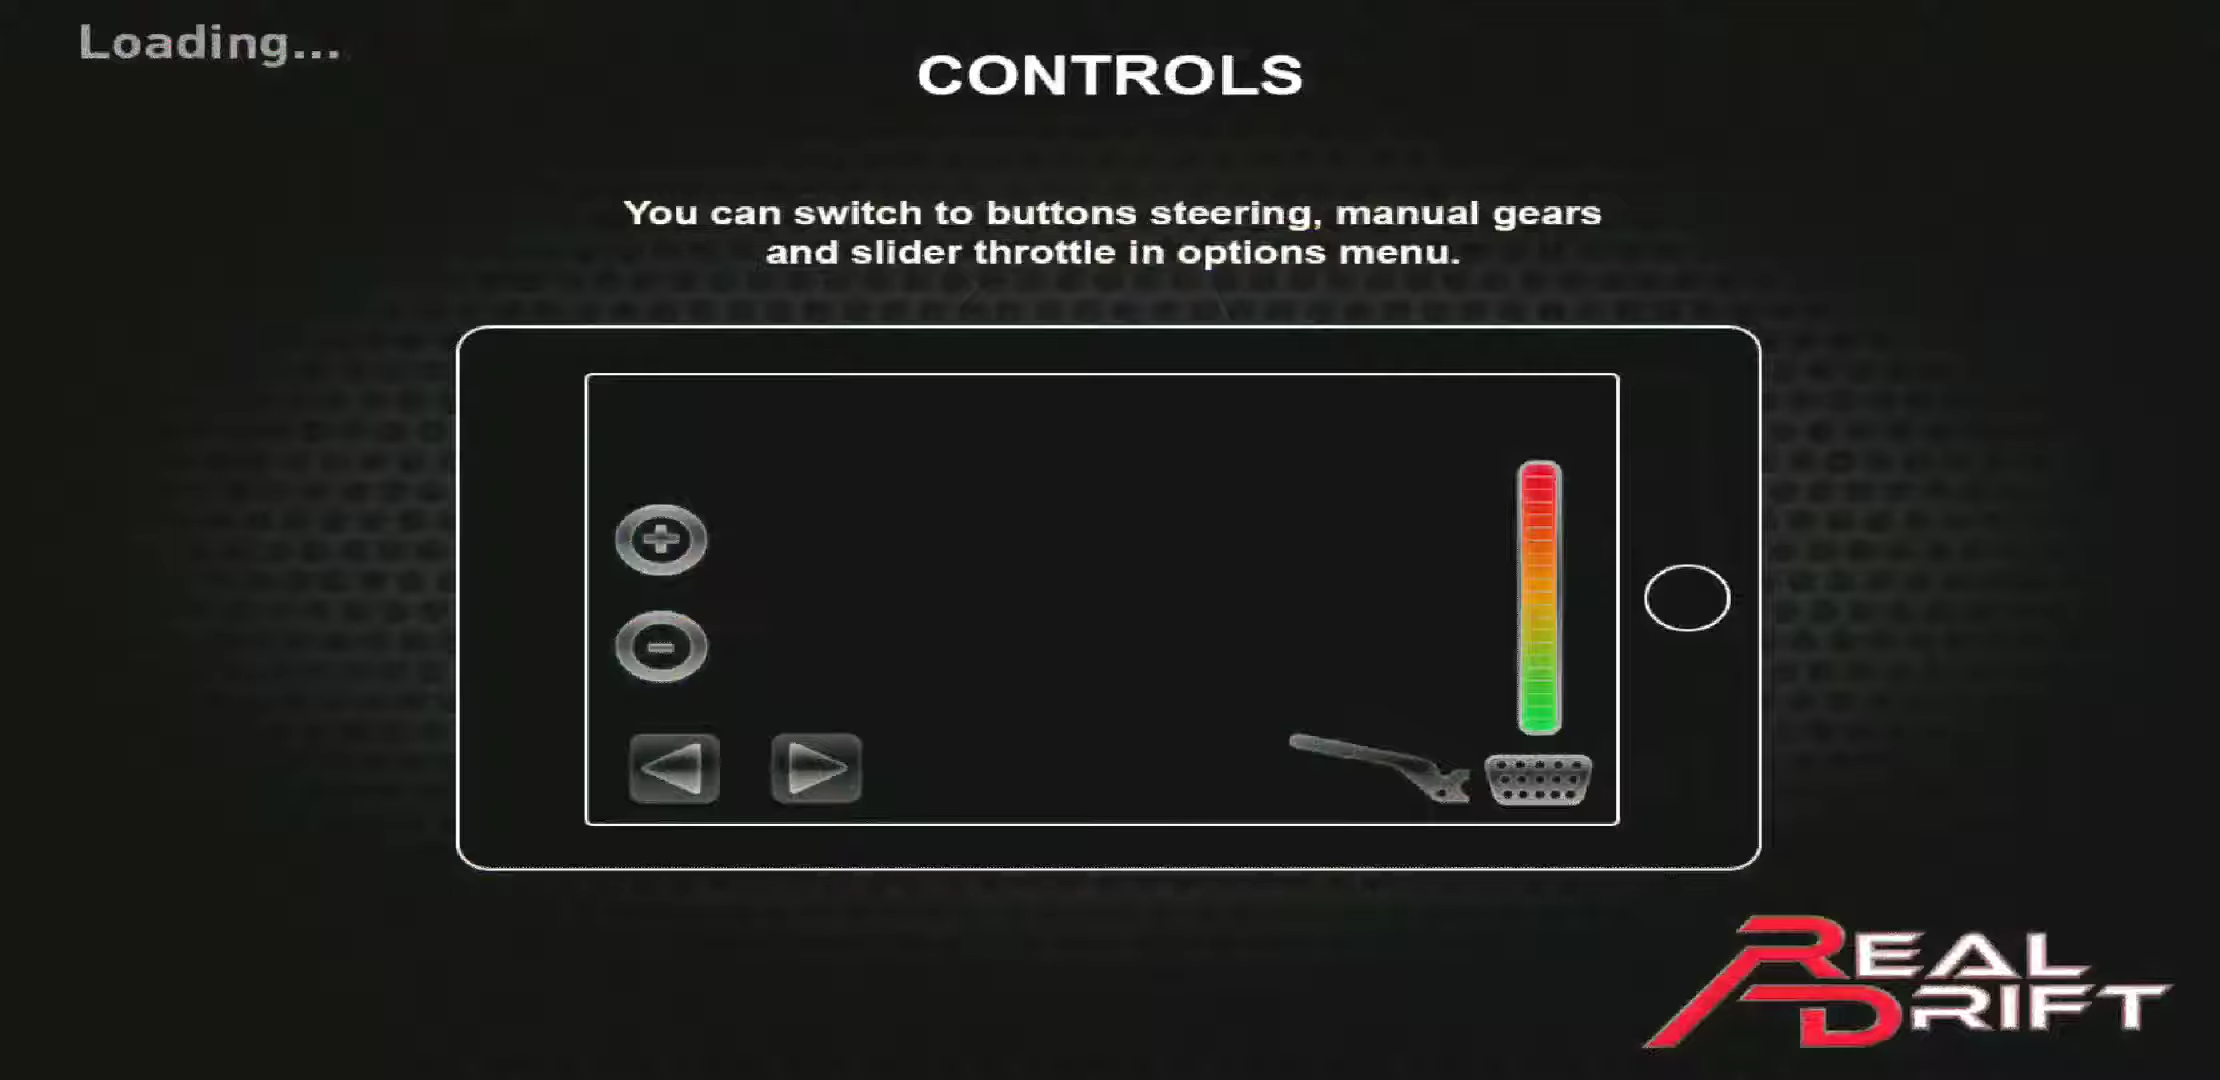 Loading...
CONTROLS
You can switch to buttons steering, manual gears
and slider throttle in options menu.
REAL
DRIFT